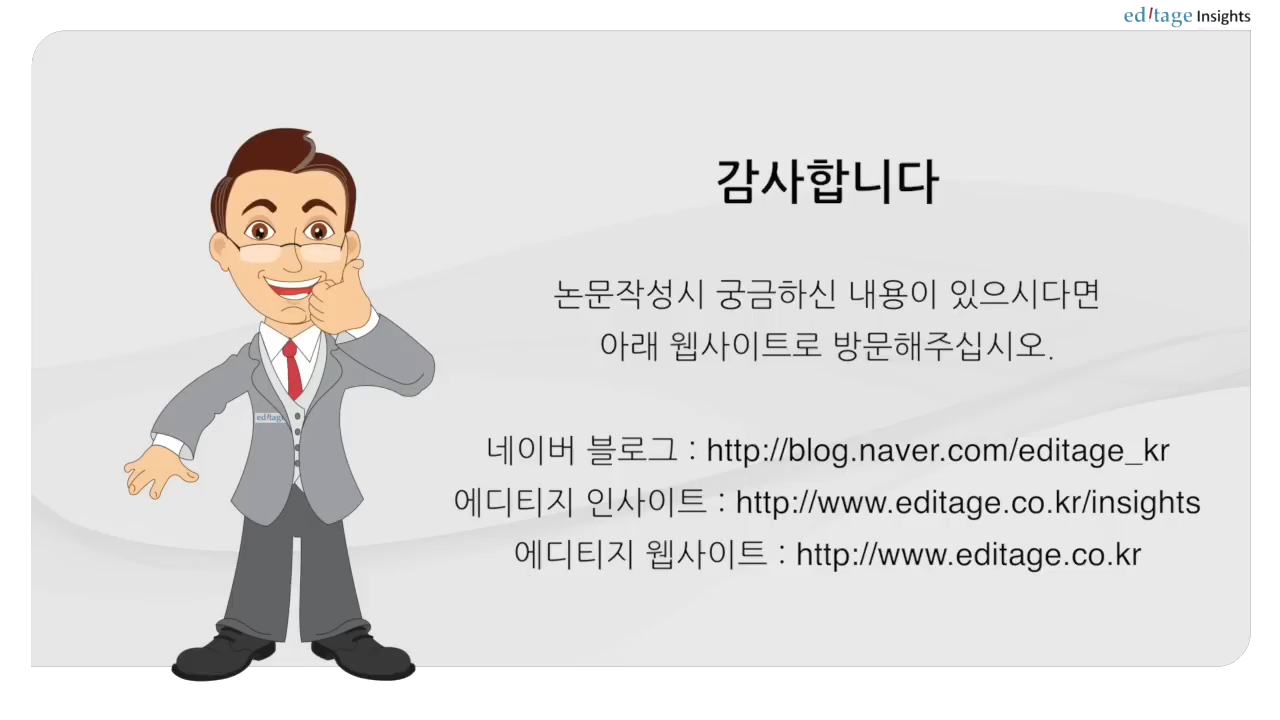 editage Insights
감사합니다
논문작성시 궁금하신 내용이 있으시다면
아래 웹사이트로 방문해주십시오.
네이버 블로그 : http://blog.naver.com/editage_kr
에디티지 인사이트 : http://www.editage.co.kr/insights
에디티지 웹사이트 : http://www.editage.co.kr
editage